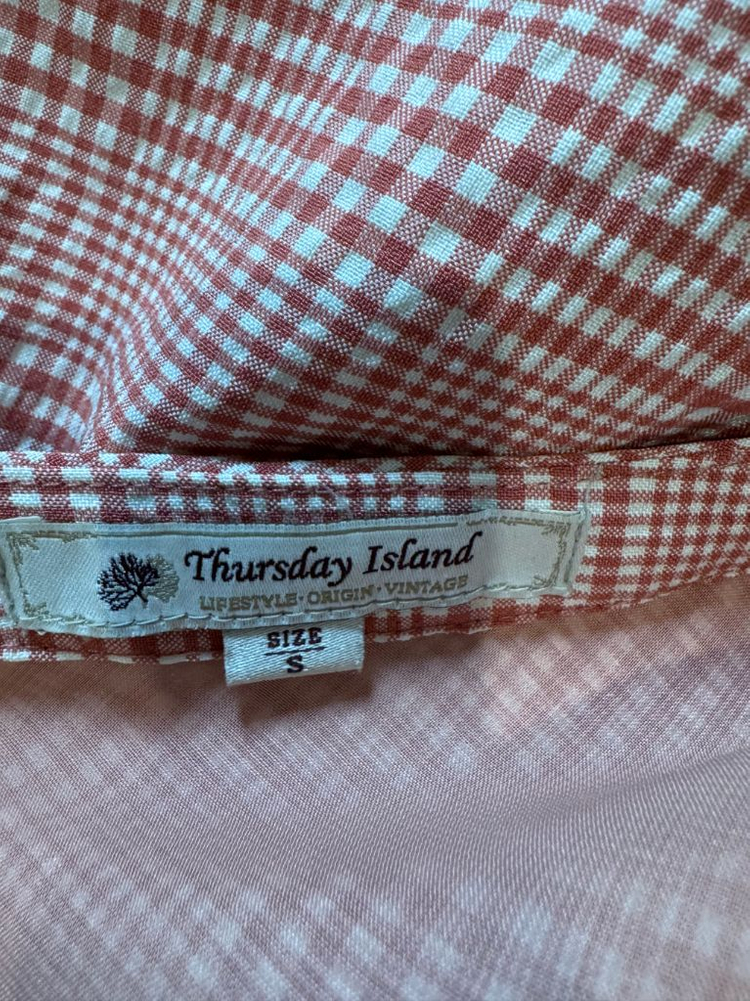 Thursday Island
LIFESTYLE · ORIGIN · VINTAGE
SIZE
S